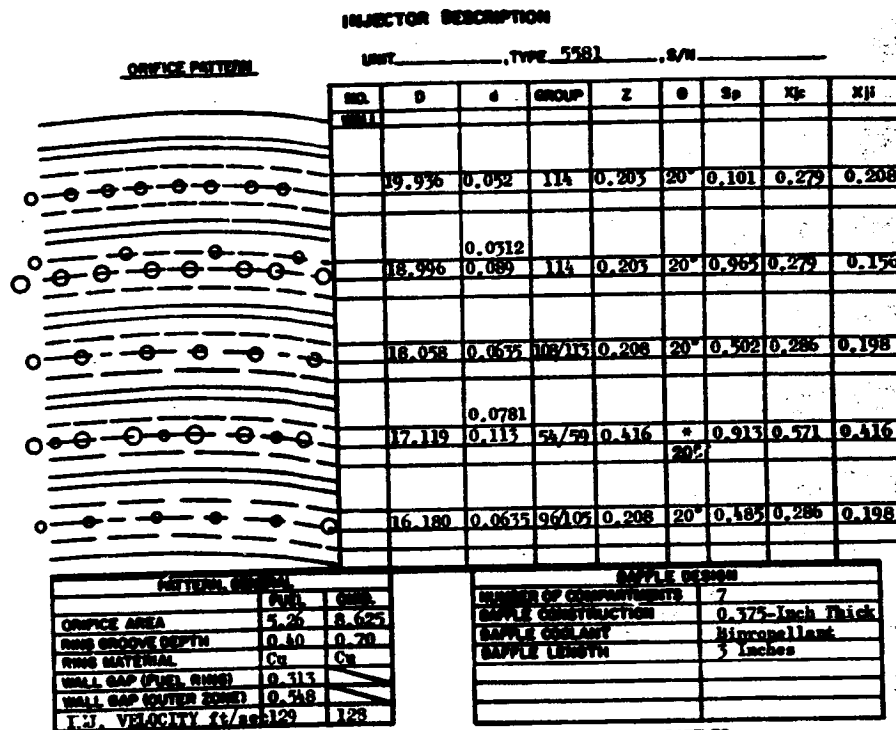 INJECTOR DESCRIPTION
UNIT ,TYPE 5581 ,S/N
ORIFICE PATTERN
NO. D d GROUP Z θ Sp Xjc Xji
WALL
19.936 0.052 114 0.203 20° 0.101 0.279 0.208
0.0312
18.996 0.089 114 0.203 20° 0.965 0.279 0.156
18.058 0.0635 108/113 0.208 20° 0.502 0.286 0.198
0.0781
17.119 0.113 54/59 0.416 * 0.913 0.571 0.416
20°
16.180 0.0635 96/105 0.208 20° 0.485 0.286 0.198
PATTERN, GENERAL
FUEL OXID.
ORIFICE AREA 5.26 8.625
RING GROOVE DEPTH 0.40 0.70
RING MATERIAL Cu Cu
WALL GAP (FUEL RING) 0.313
WALL GAP (OUTER ZONE) 0.548
INJ. VELOCITY ft/sec 129 128
BAFFLE DESIGN
NUMBER OF COMPARTMENTS 7
BAFFLE CONSTRUCTION 0.375-Inch Thick
BAFFLE COOLANT Bipropellant
BAFFLE LENGTH 3 Inches